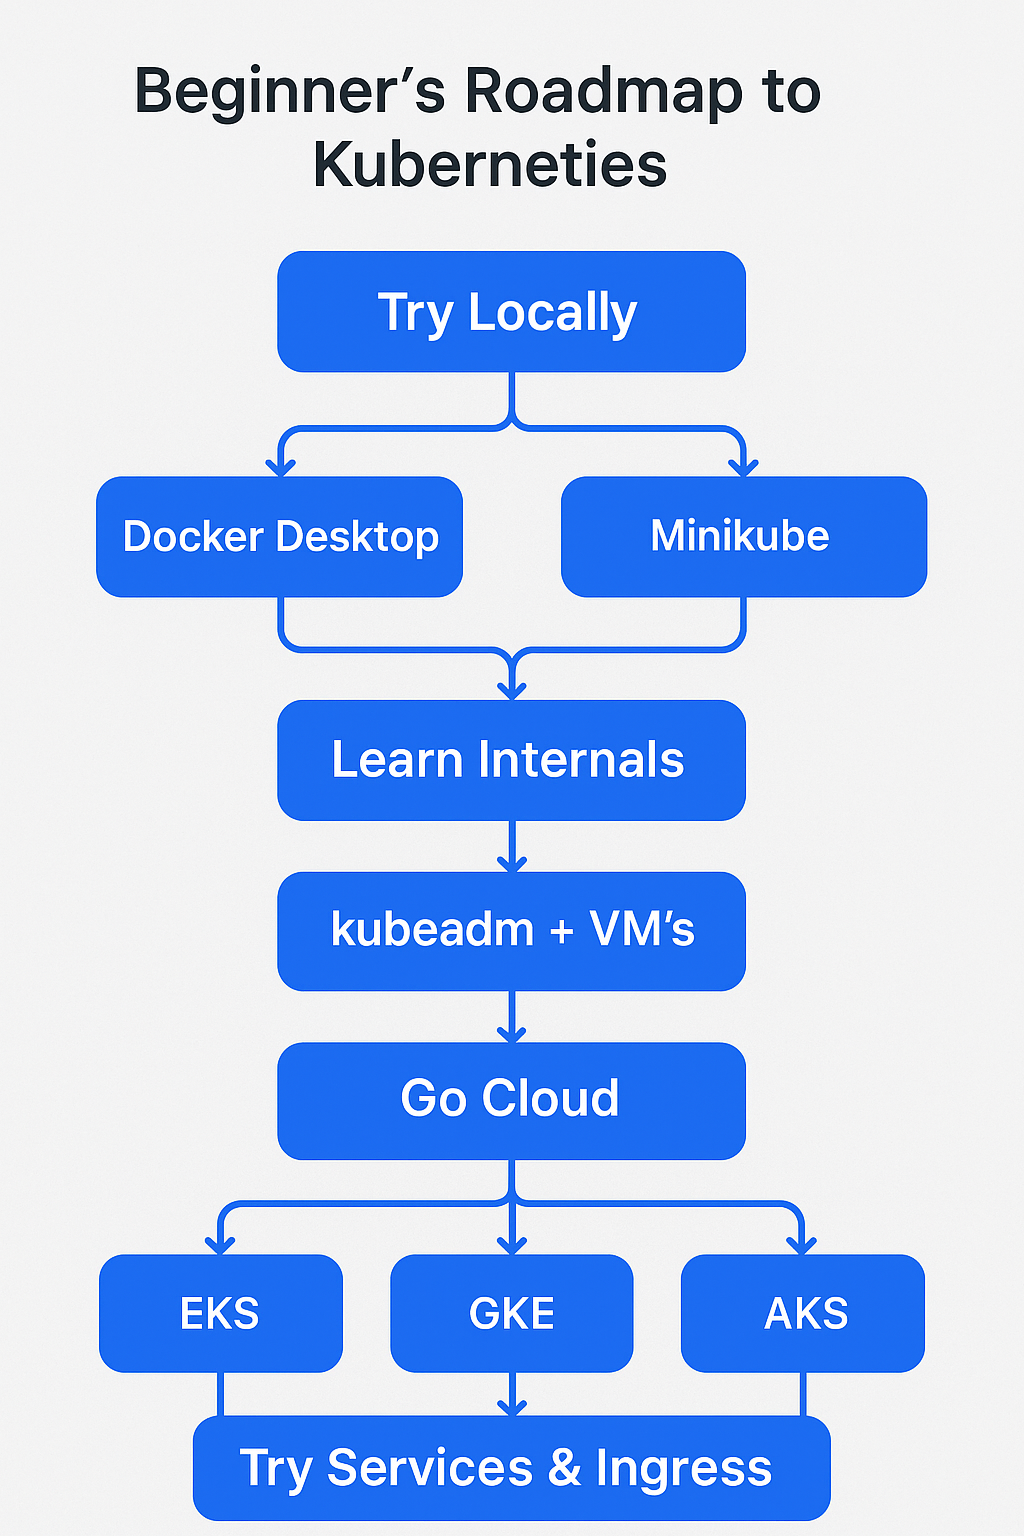 Beginner’s Roadmap to
Kuberneties
Try Locally
Docker Desktop
Minikube
Learn Internals
kubeadm + VM’s
Go Cloud
EKS
GKE
AKS
Try Services & Ingress